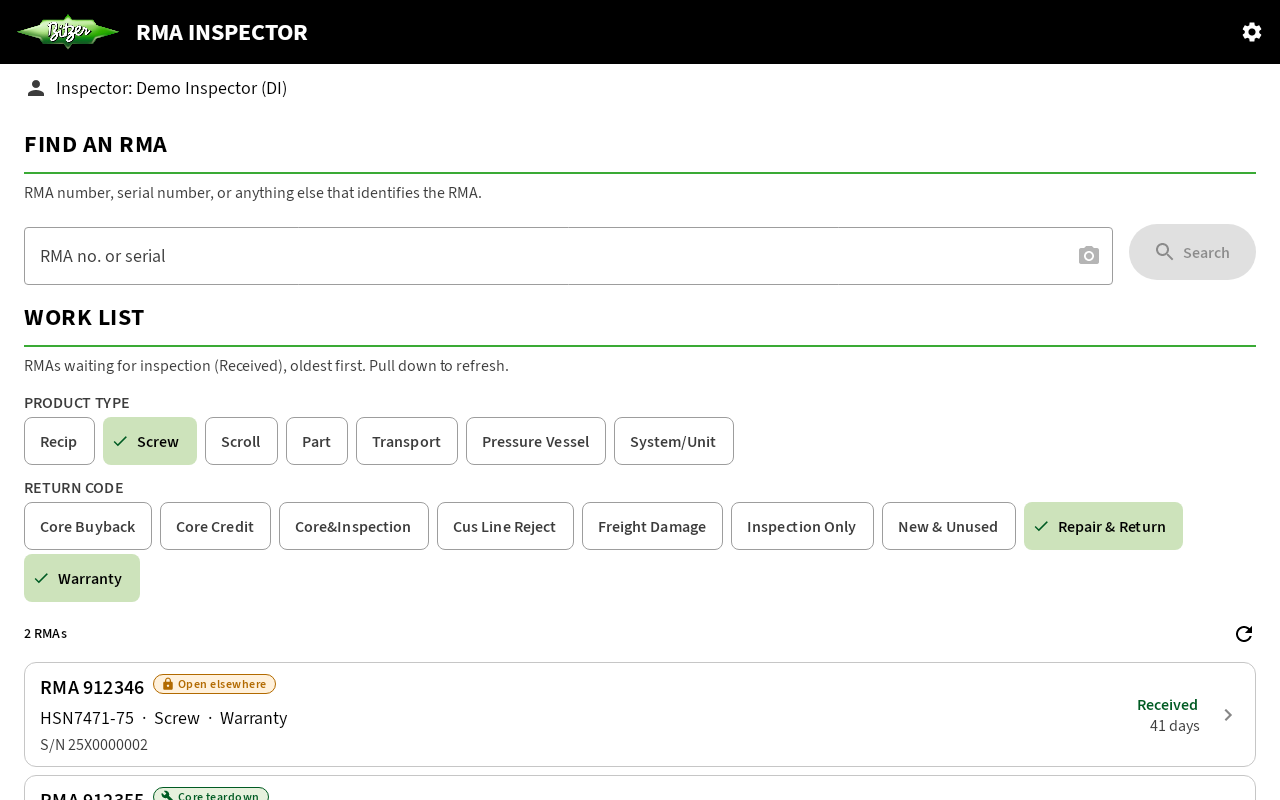 Bitzer RMA INSPECTOR
Inspector: Demo Inspector (DI)
FIND AN RMA
RMA number, serial number, or anything else that identifies the RMA.
RMA no. or serial
Search
WORK LIST
RMAs waiting for inspection (Received), oldest first. Pull down to refresh.
PRODUCT TYPE
Recip Screw Scroll Part Transport Pressure Vessel System/Unit
RETURN CODE
Core Buyback Core Credit Core&Inspection Cus Line Reject Freight Damage Inspection Only New & Unused Repair & Return
Warranty
2 RMAs
RMA 912346 Open elsewhere
HSN7471-75 · Screw · Warranty
S/N 25X0000002
Received
41 days
RMA 912355 Core teardown